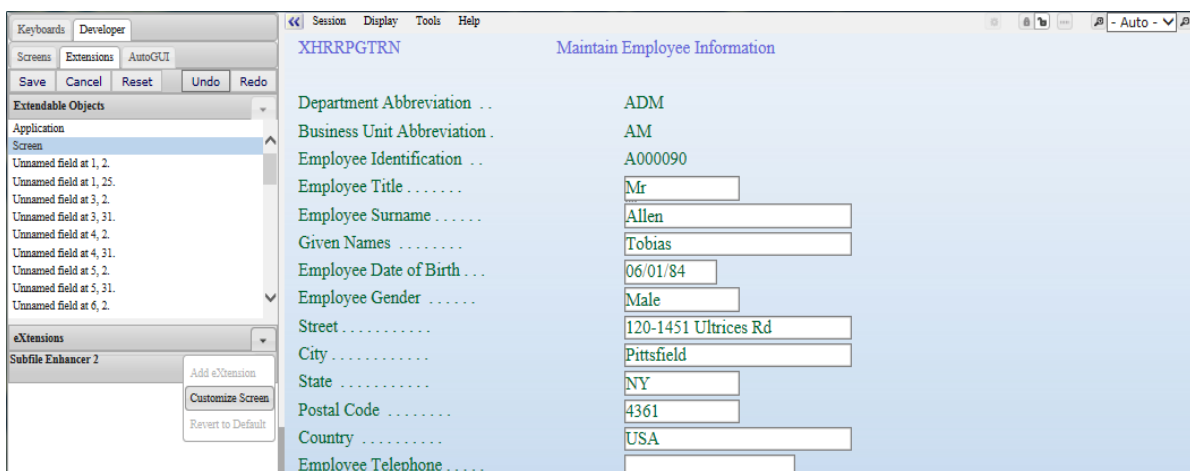 Keyboards Developer
Screens Extensions AutoGUI
Save Cancel Reset Undo Redo
Extendable Objects
Application
Screen
Unnamed field at 1, 2.
Unnamed field at 1, 25.
Unnamed field at 3, 2.
Unnamed field at 3, 31.
Unnamed field at 4, 2.
Unnamed field at 4, 31.
Unnamed field at 5, 2.
Unnamed field at 5, 31.
Unnamed field at 6, 2.
eXtensions
Subfile Enhancer 2
Add eXtension
Customize Screen
Revert to Default
Session Display Tools Help
- Auto -
XHRRPGTRN Maintain Employee Information
Department Abbreviation . . ADM
Business Unit Abbreviation . AM
Employee Identification . . A000090
Employee Title . . . . . . . Mr
Employee Surname . . . . . . Allen
Given Names . . . . . . . . Tobias
Employee Date of Birth . . . 06/01/84
Employee Gender . . . . . . Male
Street . . . . . . . . . . . 120-1451 Ultrices Rd
City . . . . . . . . . . . . Pittsfield
State . . . . . . . . . . . NY
Postal Code . . . . . . . . 4361
Country . . . . . . . . . . USA
Employee Telephone . . . . .